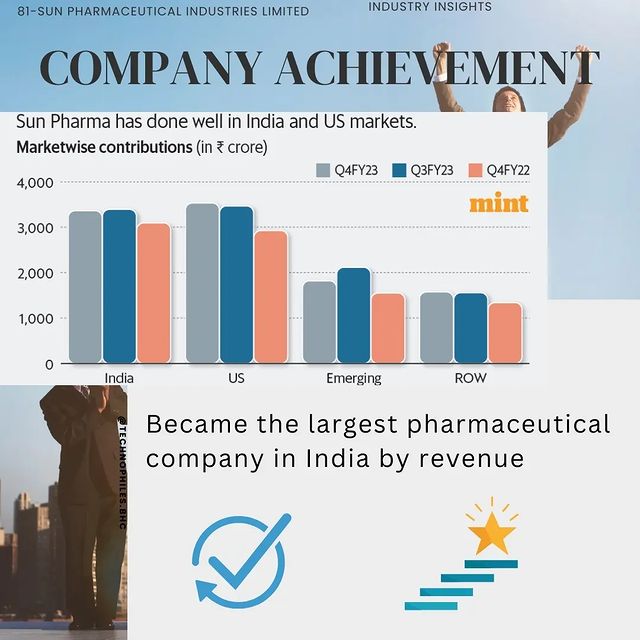 81-SUN PHARMACEUTICAL INDUSTRIES LIMITED
INDUSTRY INSIGHTS
COMPANY ACHIEVEMENT
Sun Pharma has done well in India and US markets.
Marketwise contributions (in ₹ crore)
Q4FY23 Q3FY23 Q4FY22
mint
4,000
3,000
2,000
1,000
0
India US Emerging ROW
@TECHNOPHILES.BHC
Became the largest pharmaceutical
company in India by revenue